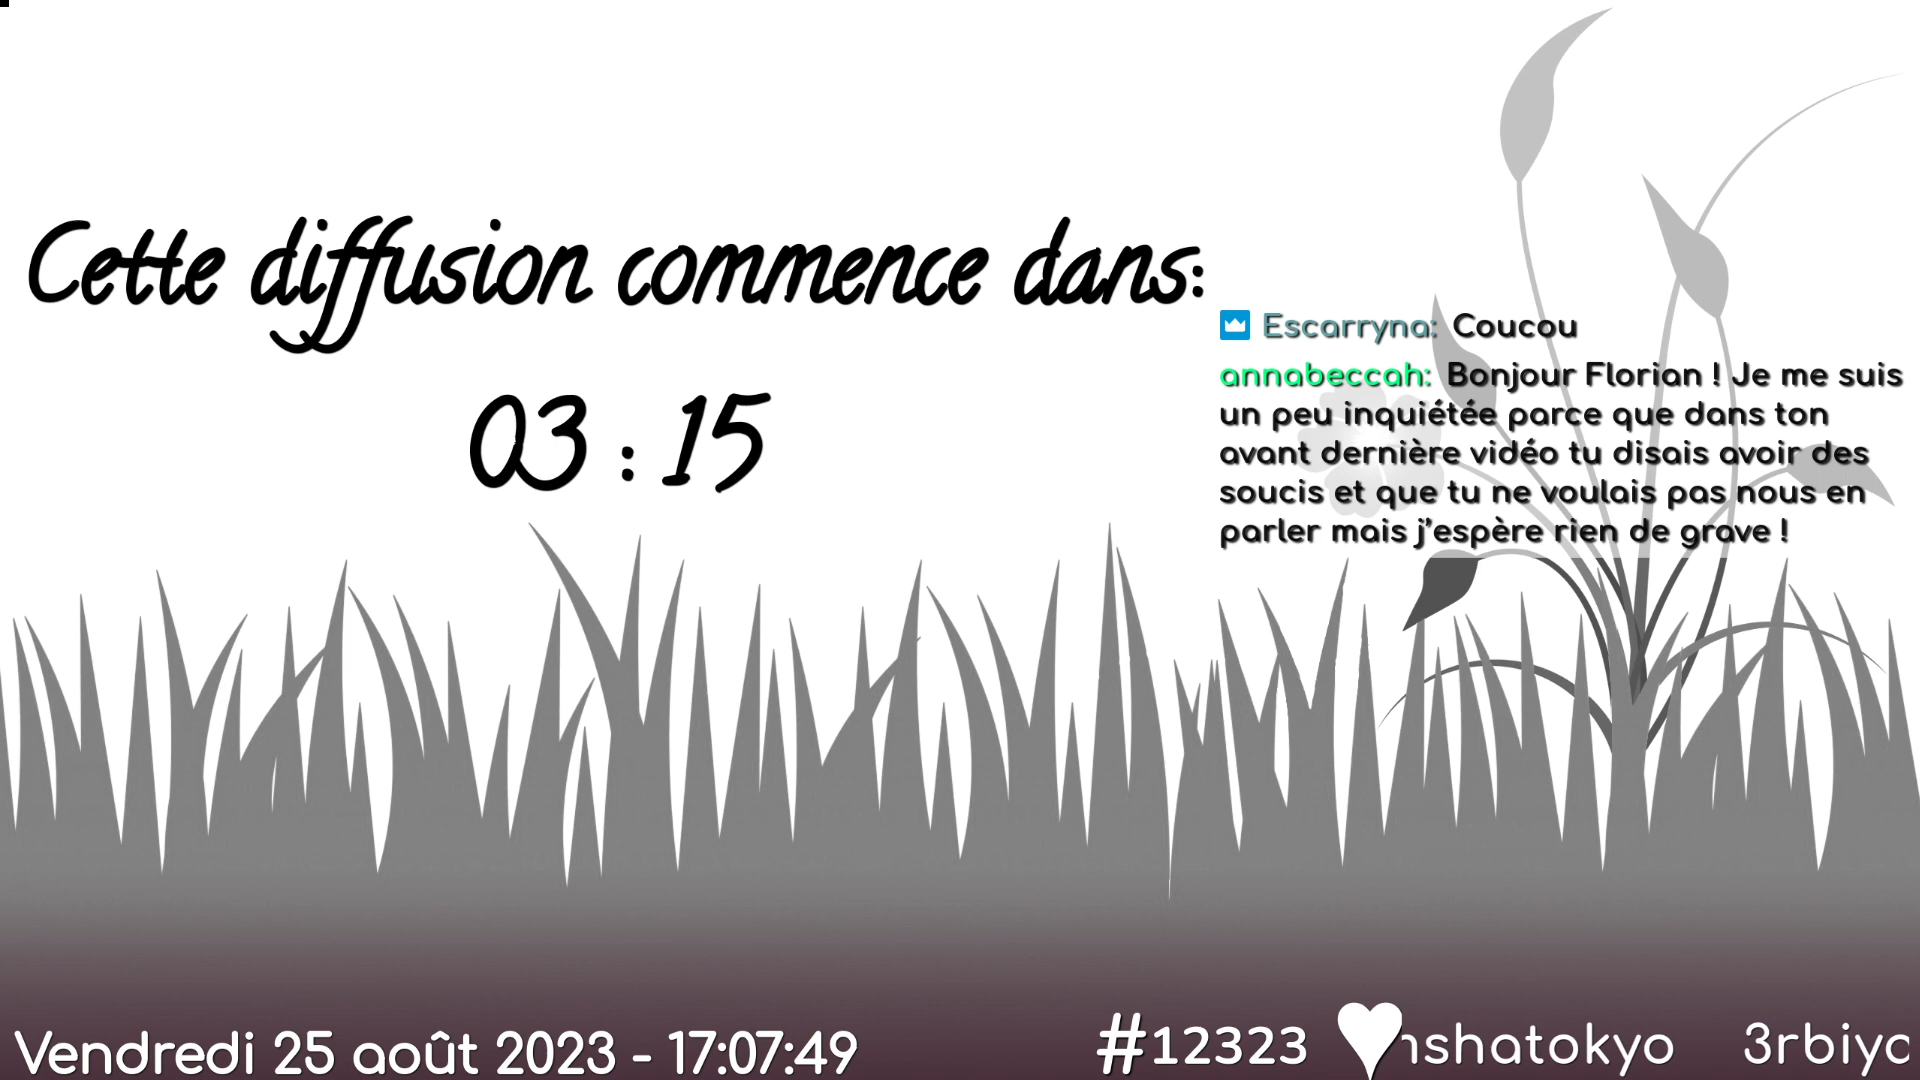 Cette diffusion commence dans:
03 : 15
Escarryna: Coucou
annabeccah: Bonjour Florian ! Je me suis
un peu inquiétée parce que dans ton
avant dernière vidéo tu disais avoir des
soucis et que tu ne voulais pas nous en
parler mais j'espère rien de grave !
Vendredi 25 août 2023 - 17:07:49
#12323